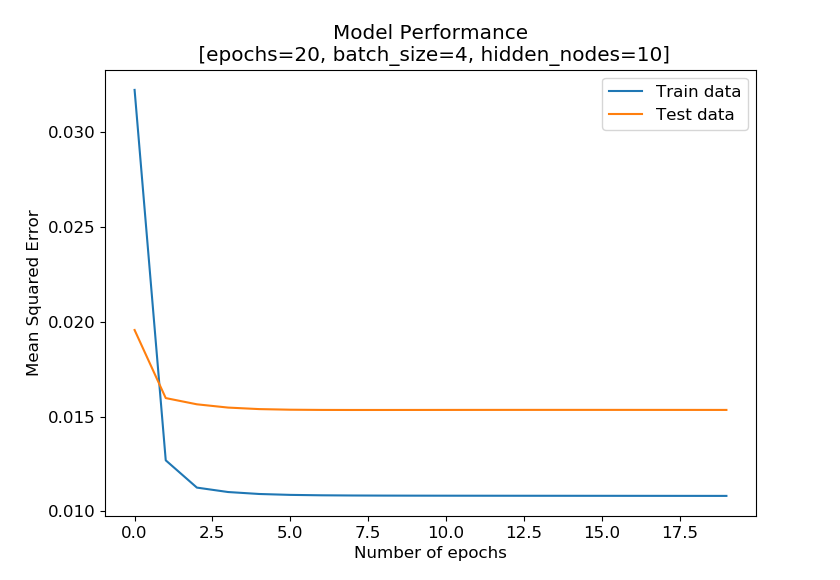 Model Performance
[epochs=20, batch_size=4, hidden_nodes=10]
Train data
Test data
Mean Squared Error
0.030
0.025
0.020
0.015
0.010
0.0 2.5 5.0 7.5 10.0 12.5 15.0 17.5
Number of epochs